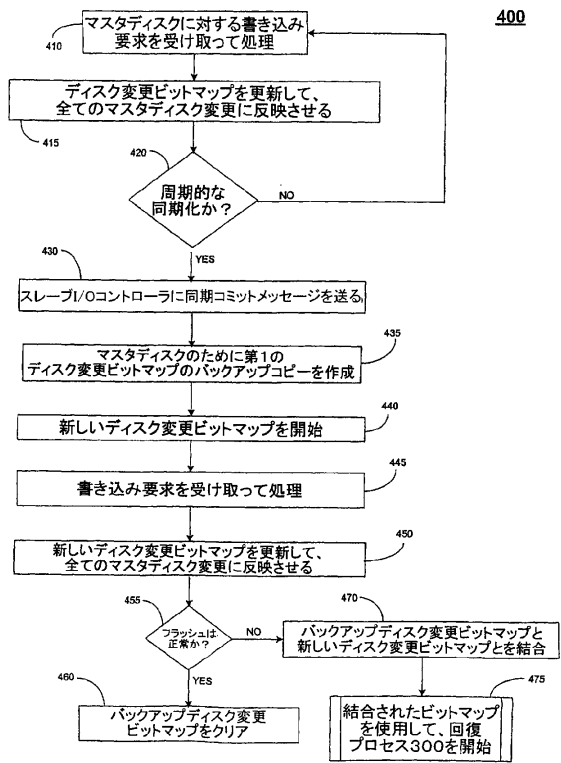 400
マスタディスクに対する書き込み
要求を受け取って処理
410
ディスク変更ビットマップを更新して、
全てのマスタディスク変更に反映させる
415
420
周期的な
同期化か？
NO
YES
430
スレーブI/Oコントローラに同期コミットメッセージを送る
435
マスタディスクのために第1の
ディスク変更ビットマップのバックアップコピーを作成
440
新しいディスク変更ビットマップを開始
445
書き込み要求を受け取って処理
450
新しいディスク変更ビットマップを更新して、
全てのマスタディスク変更に反映させる
455
フラッシュは
正常か？
NO
YES
470
バックアップディスク変更ビットマップと
新しいディスク変更ビットマップとを結合
460
バックアップディスク変更
ビットマップをクリア
475
結合されたビットマップ
を使用して、回復
プロセス300を開始